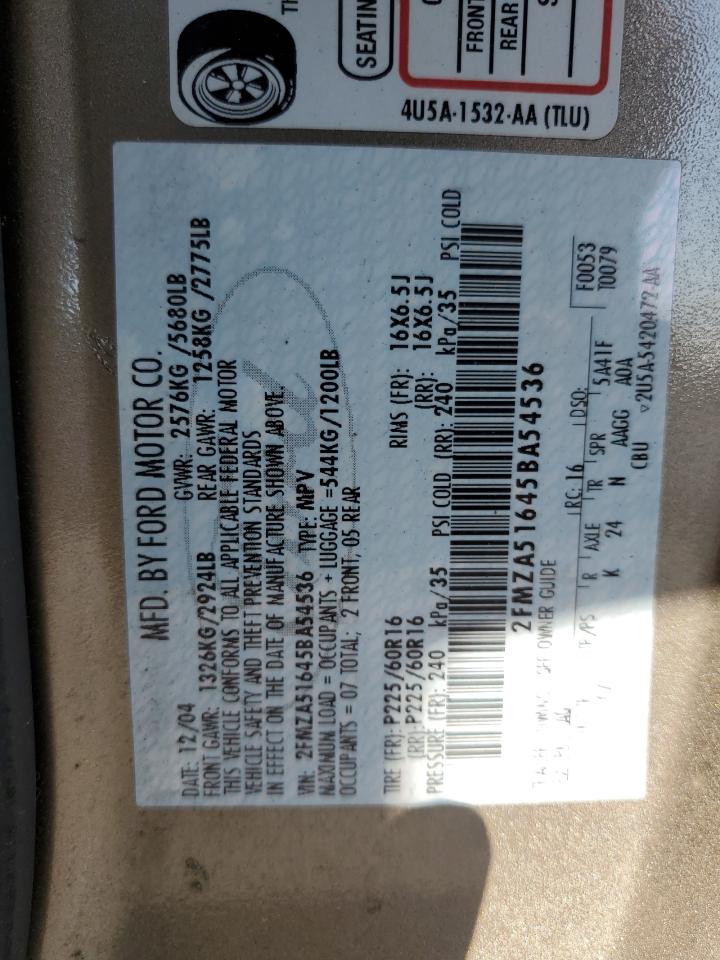 TH
SEATIN
FRONT
REAR
4U5A-1532-AA (TLU)
MFD. BY FORD MOTOR CO.
DATE: 12/04 GVWR: 2576KG /5680LB
FRONT GAWR: 1326KG/2924LB REAR GAWR: 1258KG /2775LB
THIS VEHICLE CONFORMS TO ALL APPLICABLE FEDERAL MOTOR
VEHICLE SAFETY AND THEFT PREVENTION STANDARDS
IN EFFECT ON THE DATE OF MANUFACTURE SHOWN ABOVE.
VIN: 2FMZA51645BA54536 TYPE: MPV
MAXIMUM LOAD = OCCUPANTS + LUGGAGE =544KG/1200LB
OCCUPANTS = 07 TOTAL; 2 FRONT, 05 REAR
TIRE (FR): P225/60R16 RIMS (FR): 16X6.5J
(RR): P225/60R16 (RR): 16X6.5J
PRESSURE (FR): 240 kPa/35 PSI COLD (RR): 240 kPa/35 PSI COLD
2FMZA51645BA54536
OWNER GUIDE
RC: 16 DSO: F0053
T0079
/PS R AXLE TR SPR 5A41F
K 24 N AAGG A0A
CBU ▽2U5A-5420472-AA